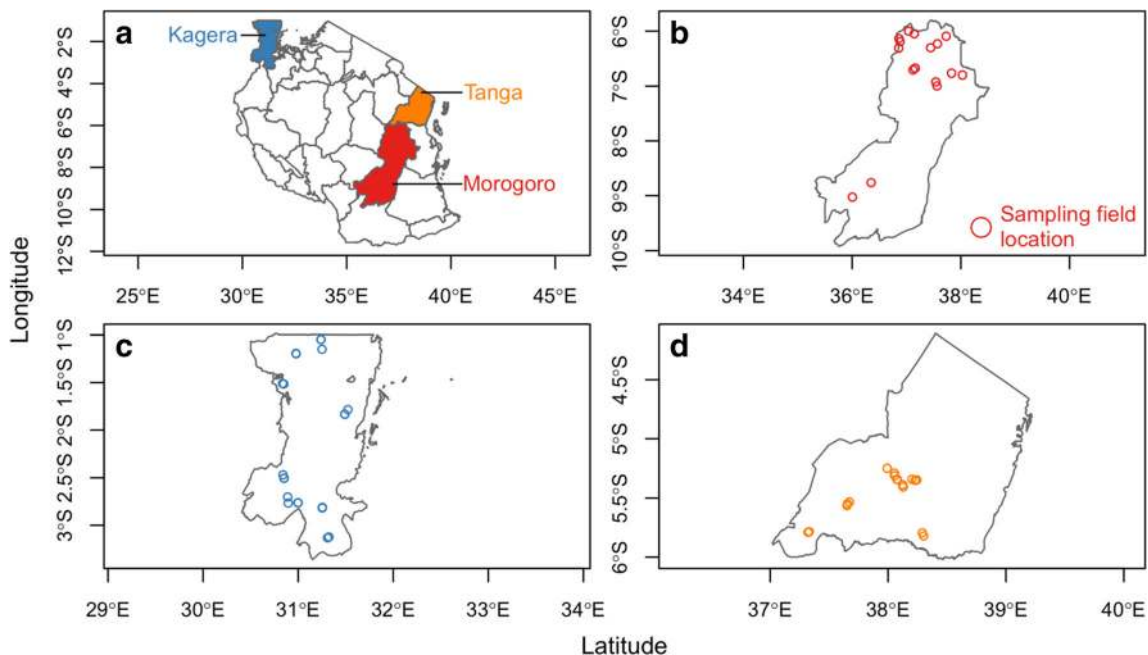 Longitude
a
Kagera
Tanga
Morogoro
2°S
4°S
6°S
8°S
10°S
12°S
25°E 30°E 35°E 40°E 45°E
b
6°S
7°S
8°S
9°S
10°S
Sampling field
location
34°E 36°E 38°E 40°E
c
1°S
1.5°S
2°S
2.5°S
3°S
29°E 30°E 31°E 32°E 33°E 34°E
d
4.5°S
5°S
5.5°S
6°S
37°E 38°E 39°E 40°E
Latitude